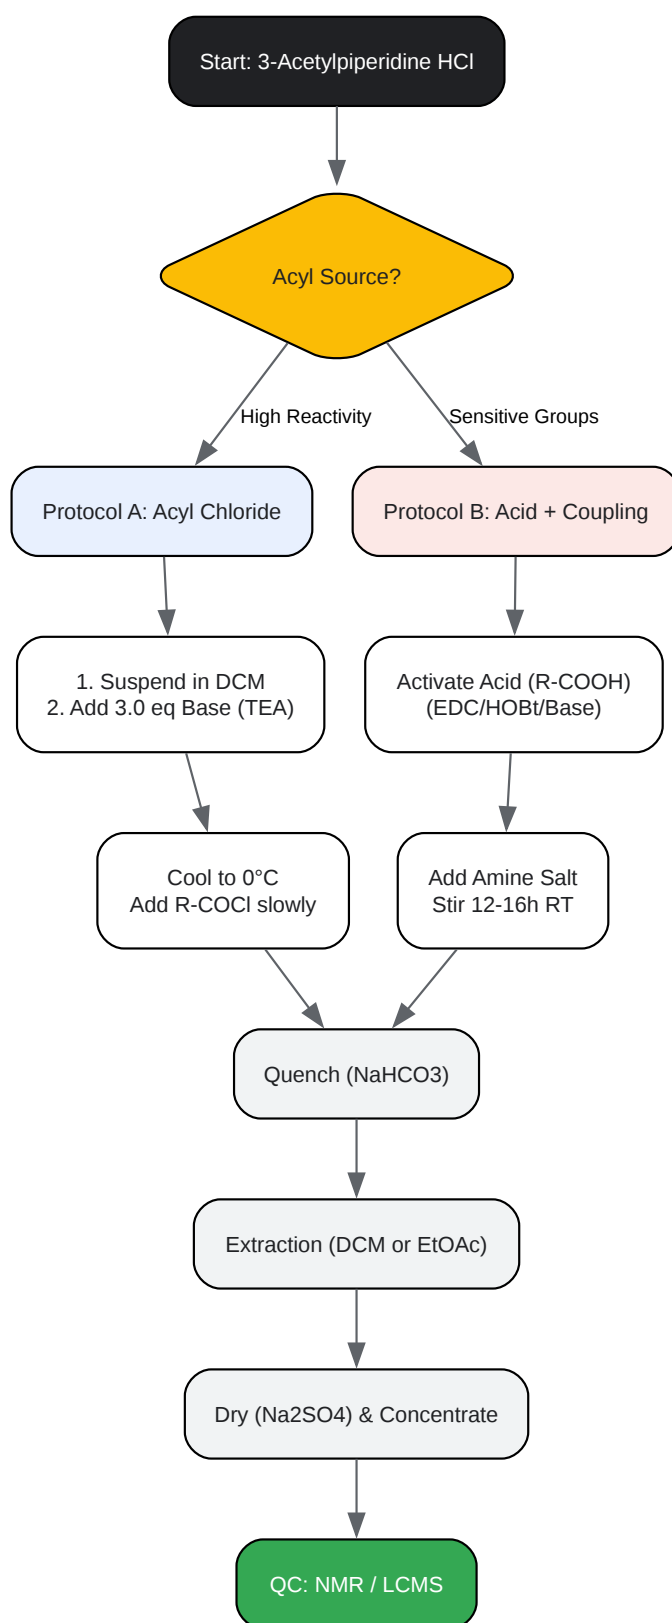 Start: 3-Acetylpiperidine HCl
Acyl Source?
High Reactivity
Sensitive Groups
Protocol A: Acyl Chloride
Protocol B: Acid + Coupling
1. Suspend in DCM
2. Add 3.0 eq Base (TEA)
Activate Acid (R-COOH)
(EDC/HOBt/Base)
Cool to 0°C
Add R-COCl slowly
Add Amine Salt
Stir 12-16h RT
Quench (NaHCO3)
Extraction (DCM or EtOAc)
Dry (Na2SO4) & Concentrate
QC: NMR / LCMS